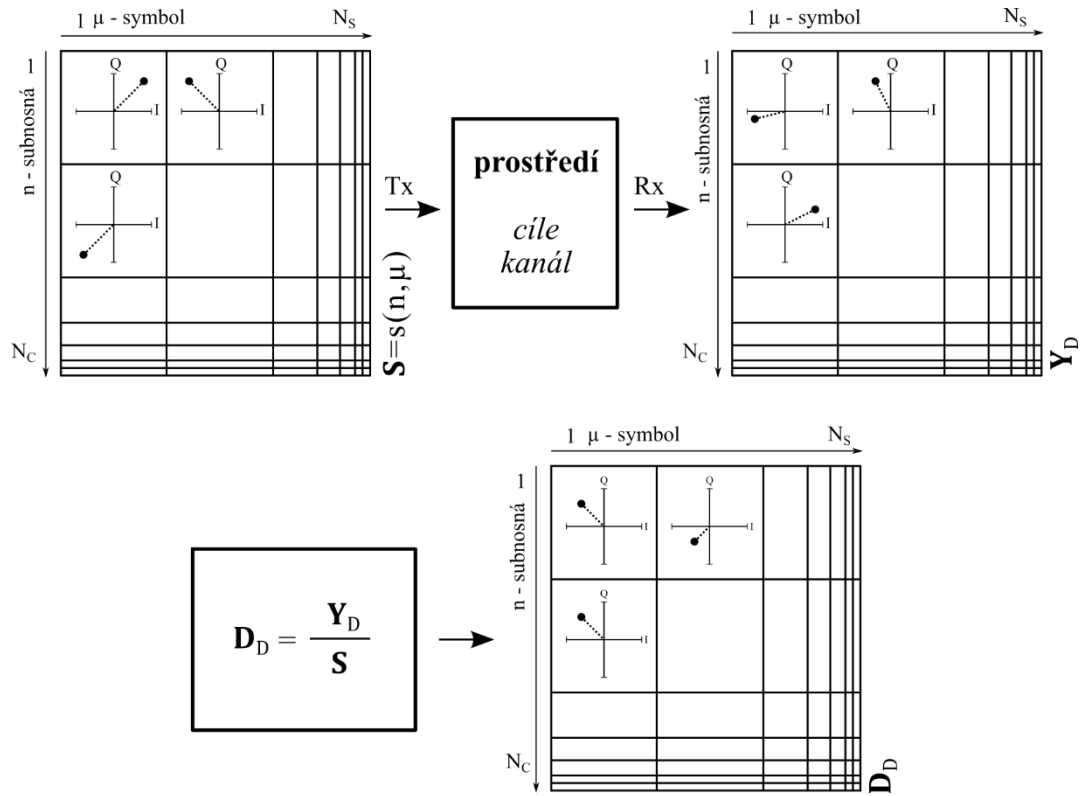 1 μ - symbol N_S
1
n - subnosná
N_C
Q
I
Q
I
Q
I
S=s(n,μ)
Tx
prostředí
cíle
kanál
Rx
1 μ - symbol N_S
1
n - subnosná
N_C
Q
I
Q
I
Q
I
Y_D
D_D = Y_D / S
1 μ - symbol N_S
1
n - subnosná
N_C
Q
I
Q
I
Q
I
D_D